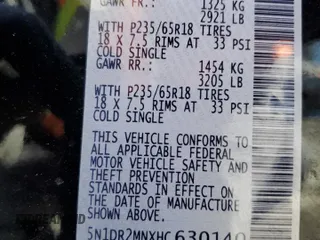 GAWR FR.: 1325 KG
2921 LB
WITH P235/65R18 TIRES
18 X 7.5 RIMS AT 33 PSI
COLD SINGLE
GAWR RR.: 1454 KG
3205 LB
WITH P235/65R18 TIRES
18 X 7.5 RIMS AT 33 PSI
COLD SINGLE
THIS VEHICLE CONFORMS TO
ALL APPLICABLE FEDERAL
MOTOR VEHICLE SAFETY AND
THEFT PREVENTION
STANDARDS IN EFFECT ON
THE DATE OF MANUFACTURE
SHOWN ABOVE.
5N1DR2MNXHC630140